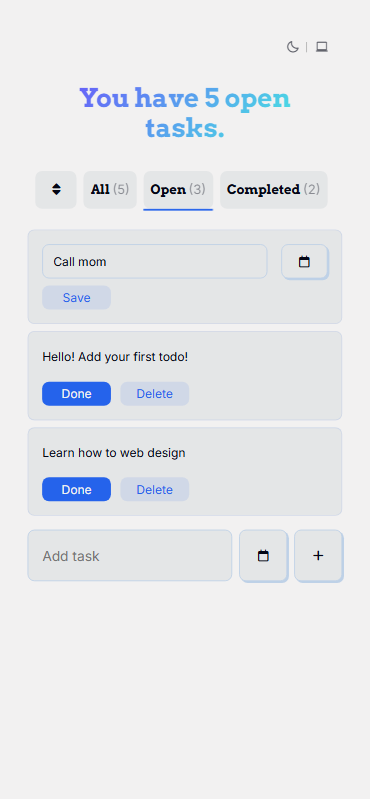 You have 5 open
tasks.
All (5) Open (3) Completed (2)
Call mom
Save
Hello! Add your first todo!
Done Delete
Learn how to web design
Done Delete
Add task